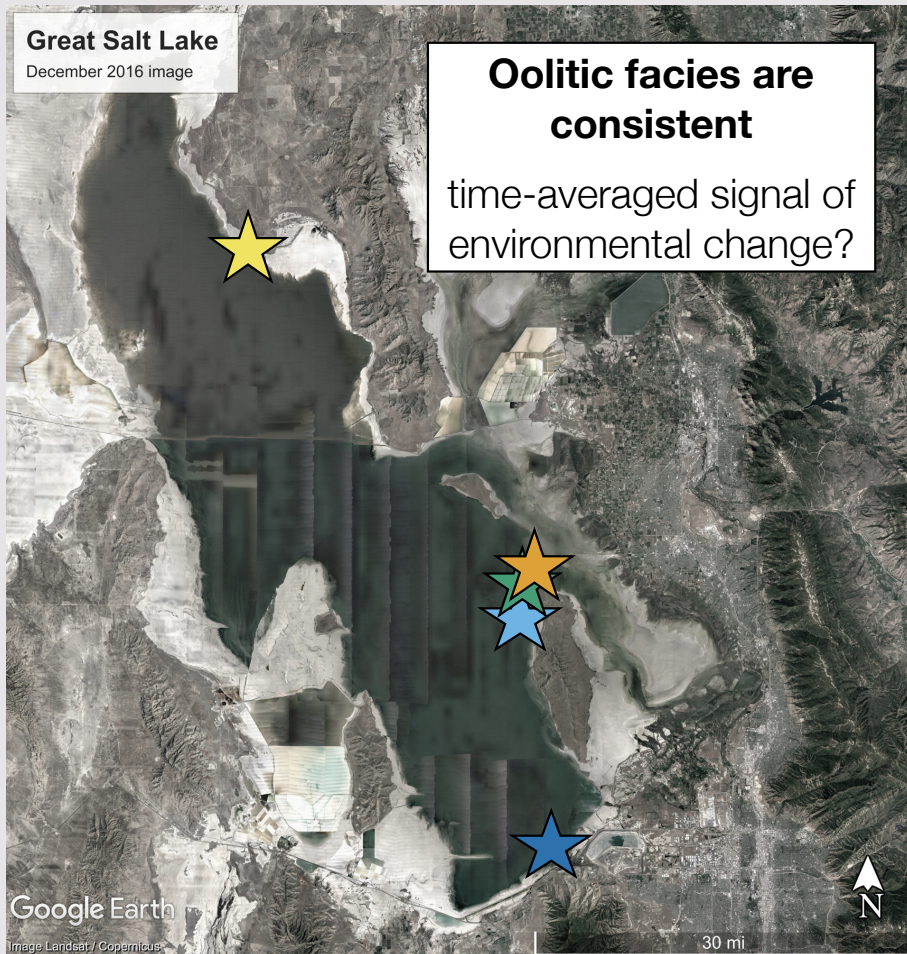 Great Salt Lake
December 2016 image
Oolitic facies are
consistent
time-averaged signal of
environmental change?
Google Earth
Image Landsat / Copernicus
N
30 mi